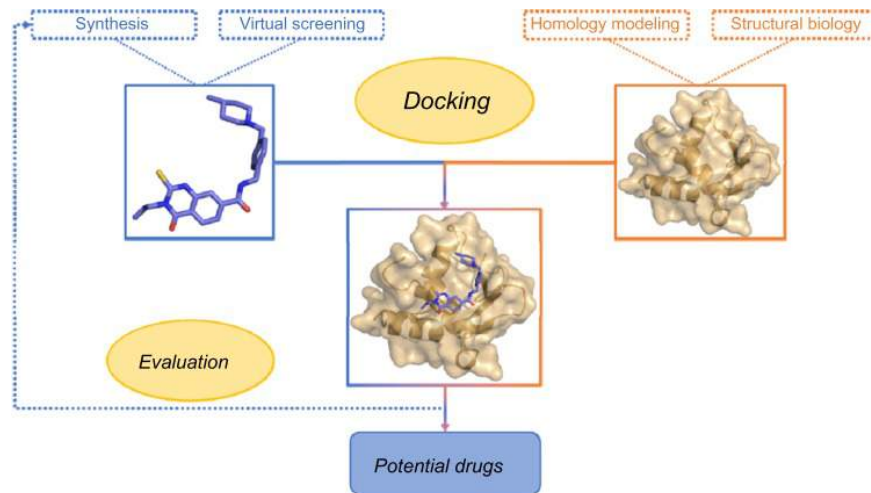 Synthesis
Virtual screening
Homology modeling
Structural biology
Docking
Evaluation
Potential drugs